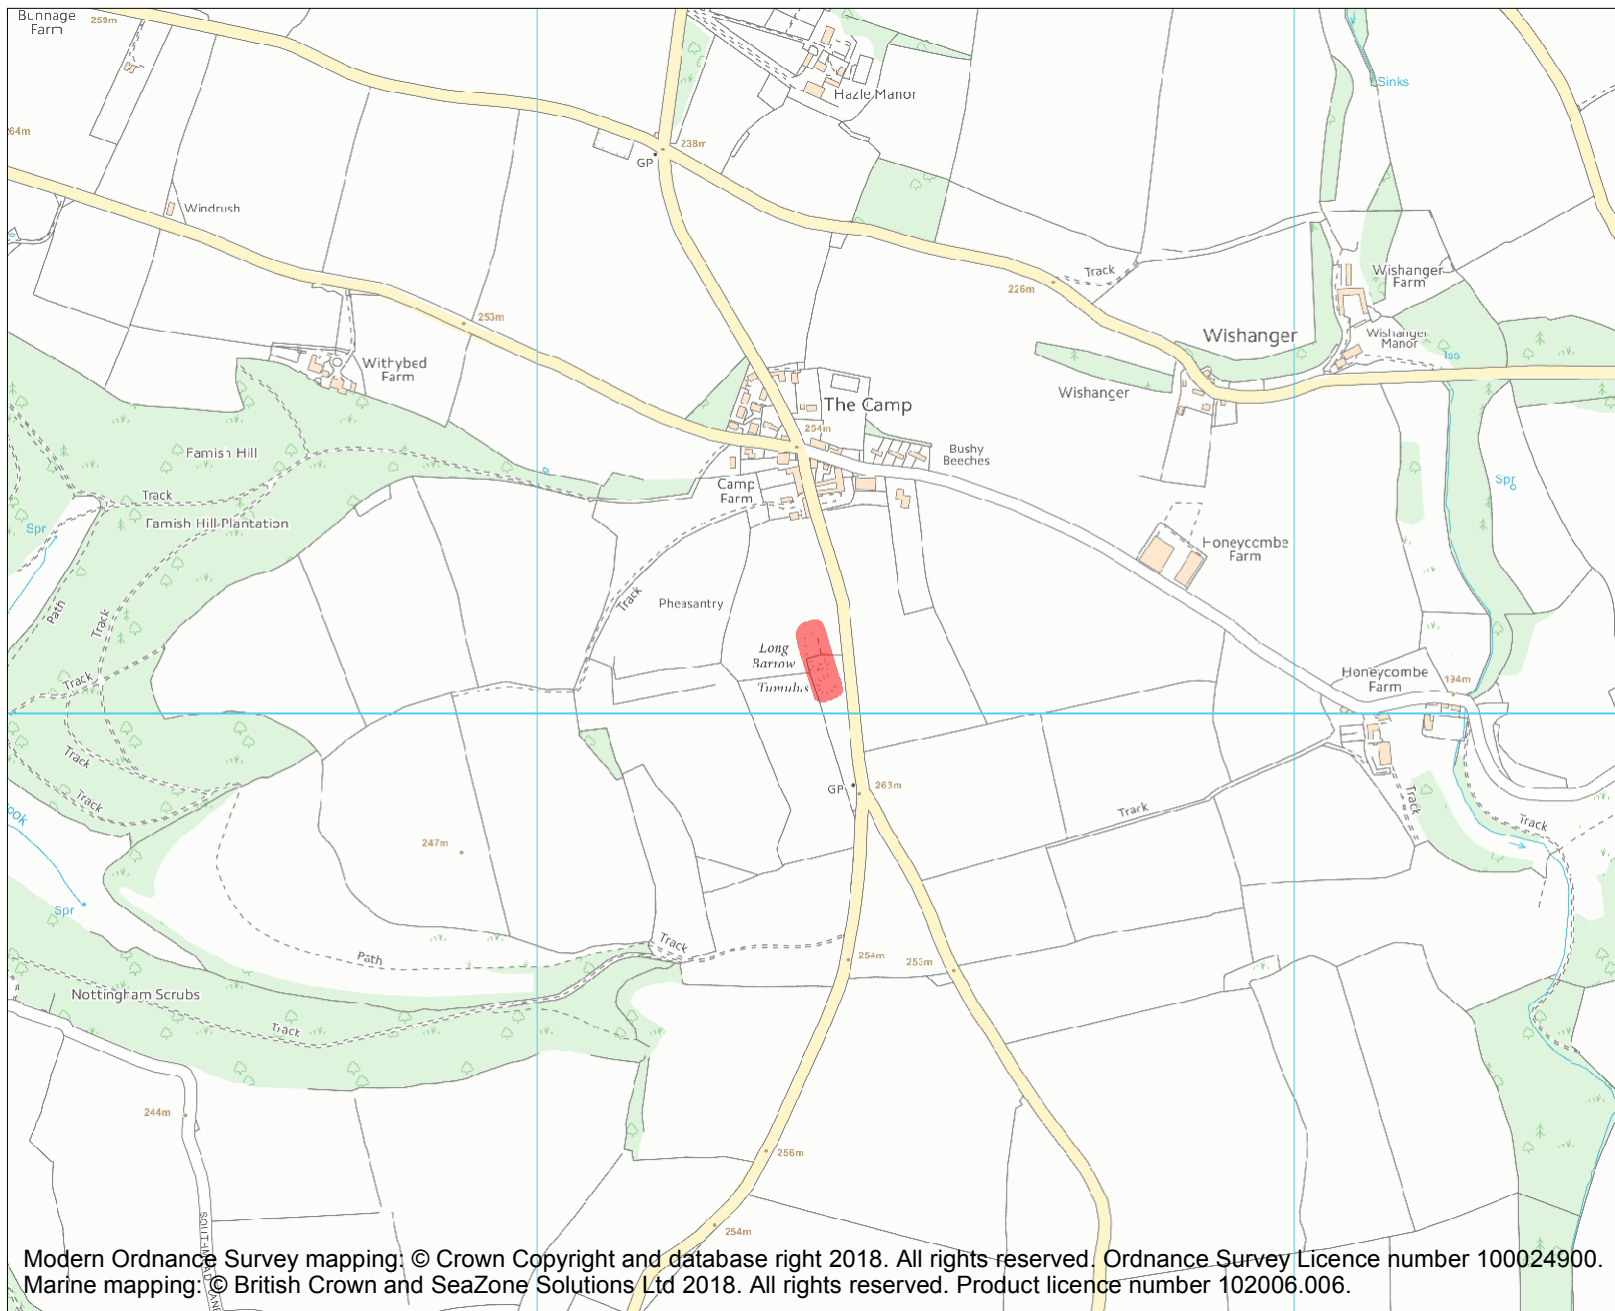 Bunnage
Farm
259m
Hazle Manor
Sinks
64m
238m
GP
Windrush
Track
226m
Wishanger
Farm
253m
Wishanger
Wishanger
Manor
Iss
Withybed
Farm
Wishanger
The Camp
254m
Bushy
Beeches
Famish Hill
Camp
Farm
Spr
Track
Famish Hill Plantation
Spr
Honeycombe
Farm
Path
Track
Track
Pheasantry
Long
Barrow
Tumulus
Track
Honeycombe
Farm
194m
Track
Track
GP
263m
Track
Track
Track
ook
247m
Spr
Track
Path
254m
253m
Nottingham Scrubs
Track
244m
256m
254m
Modern Ordnance Survey mapping: © Crown Copyright and database right 2018. All rights reserved. Ordnance Survey Licence number 100024900.
Marine mapping: © British Crown and SeaZone Solutions Ltd 2018. All rights reserved. Product licence number 102006.006.